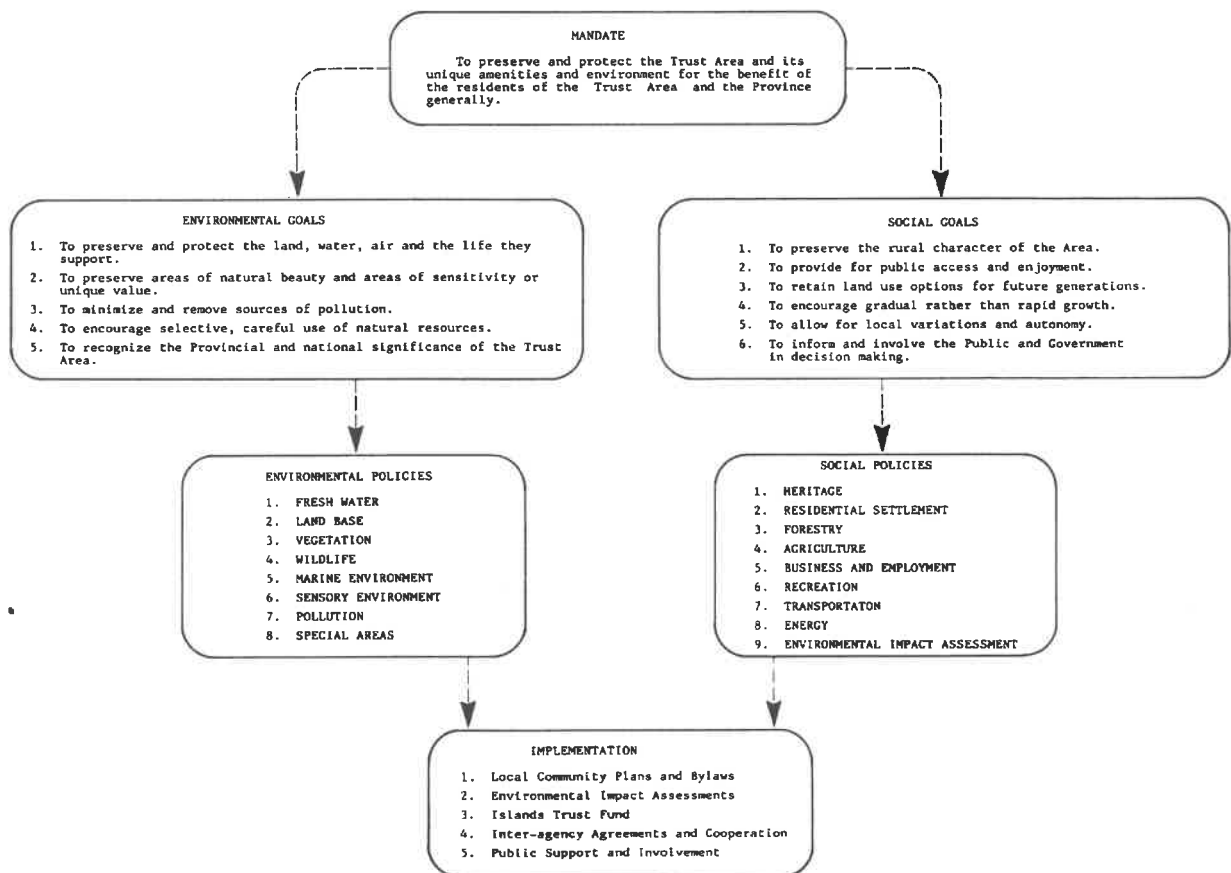 MANDATE
To preserve and protect the Trust Area and its
unique amenities and environment for the benefit of
the residents of the Trust Area and the Province
generally.
ENVIRONMENTAL GOALS
1. To preserve and protect the land, water, air and the life they
support.
2. To preserve areas of natural beauty and areas of sensitivity or
unique value.
3. To minimize and remove sources of pollution.
4. To encourage selective, careful use of natural resources.
5. To recognize the Provincial and national significance of the Trust
Area.
SOCIAL GOALS
1. To preserve the rural character of the Area.
2. To provide for public access and enjoyment.
3. To retain land use options for future generations.
4. To encourage gradual rather than rapid growth.
5. To allow for local variations and autonomy.
6. To inform and involve the Public and Government
in decision making.
ENVIRONMENTAL POLICIES
1. FRESH WATER
2. LAND BASE
3. VEGETATION
4. WILDLIFE
5. MARINE ENVIRONMENT
6. SENSORY ENVIRONMENT
7. POLLUTION
8. SPECIAL AREAS
SOCIAL POLICIES
1. HERITAGE
2. RESIDENTIAL SETTLEMENT
3. FORESTRY
4. AGRICULTURE
5. BUSINESS AND EMPLOYMENT
6. RECREATION
7. TRANSPORTATON
8. ENERGY
9. ENVIRONMENTAL IMPACT ASSESSMENT
IMPLEMENTATION
1. Local Community Plans and Bylaws
2. Environmental Impact Assessments
3. Islands Trust Fund
4. Inter-agency Agreements and Cooperation
5. Public Support and Involvement